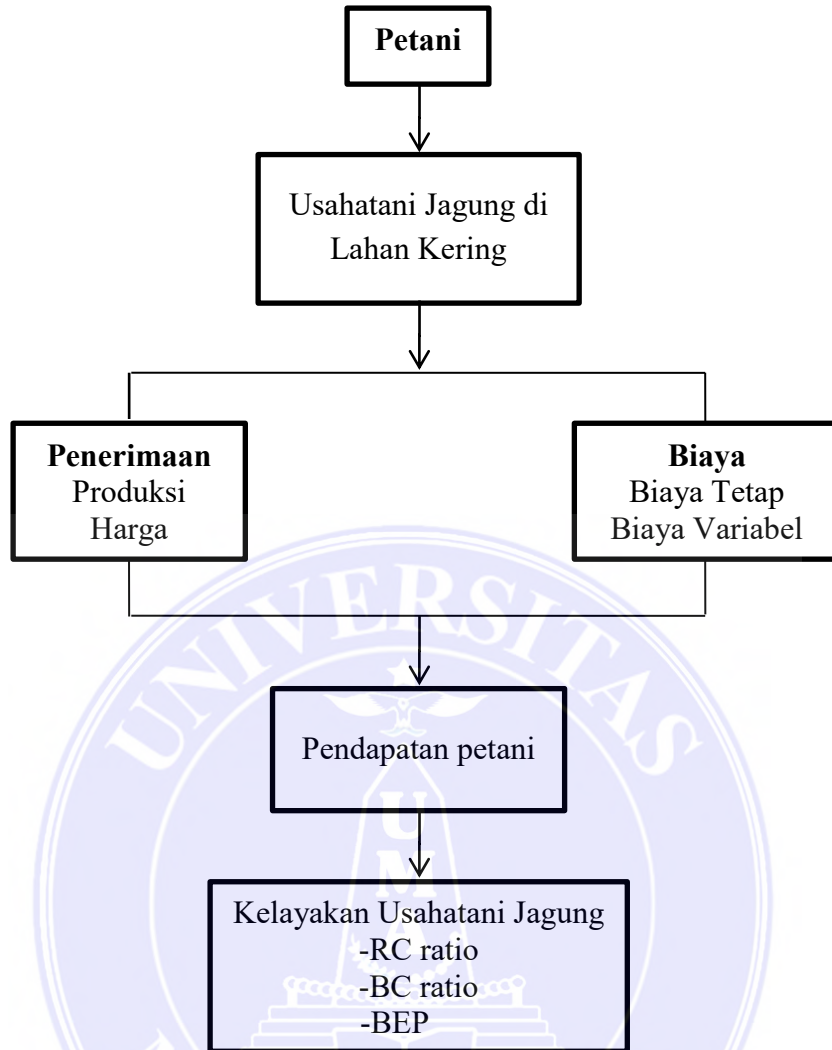 Petani
Usahatani Jagung di
Lahan Kering
Penerimaan
Produksi
Harga
Biaya
Biaya Tetap
Biaya Variabel
UNIVERSITAS
Pendapatan petani
U
M
A
Kelayakan Usahatani Jagung
-RC ratio
-BC ratio
-BEP